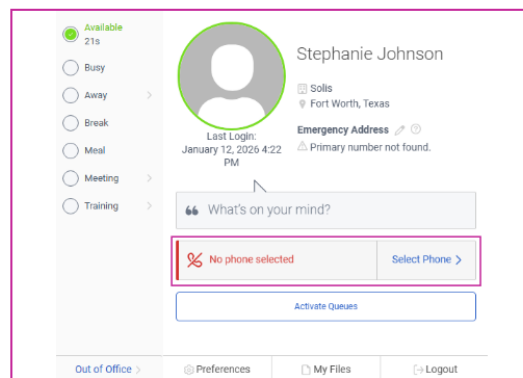 Available
21s
Busy
Away
Break
Meal
Meeting
Training
Stephanie Johnson
Solis
Fort Worth, Texas
Emergency Address
Primary number not found.
Last Login:
January 12, 2026 4:22
PM
What's on your mind?
No phone selected
Select Phone
Activate Queues
Out of Office
Preferences
My Files
Logout